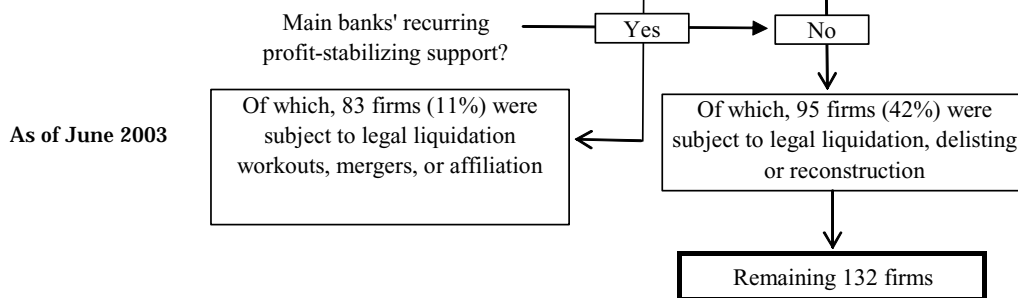 Main banks' recurring
profit-stabilizing support?
Yes
No
As of June 2003
Of which, 83 firms (11%) were
subject to legal liquidation
workouts, mergers, or affiliation
Of which, 95 firms (42%) were
subject to legal liquidation, delisting
or reconstruction
Remaining 132 firms